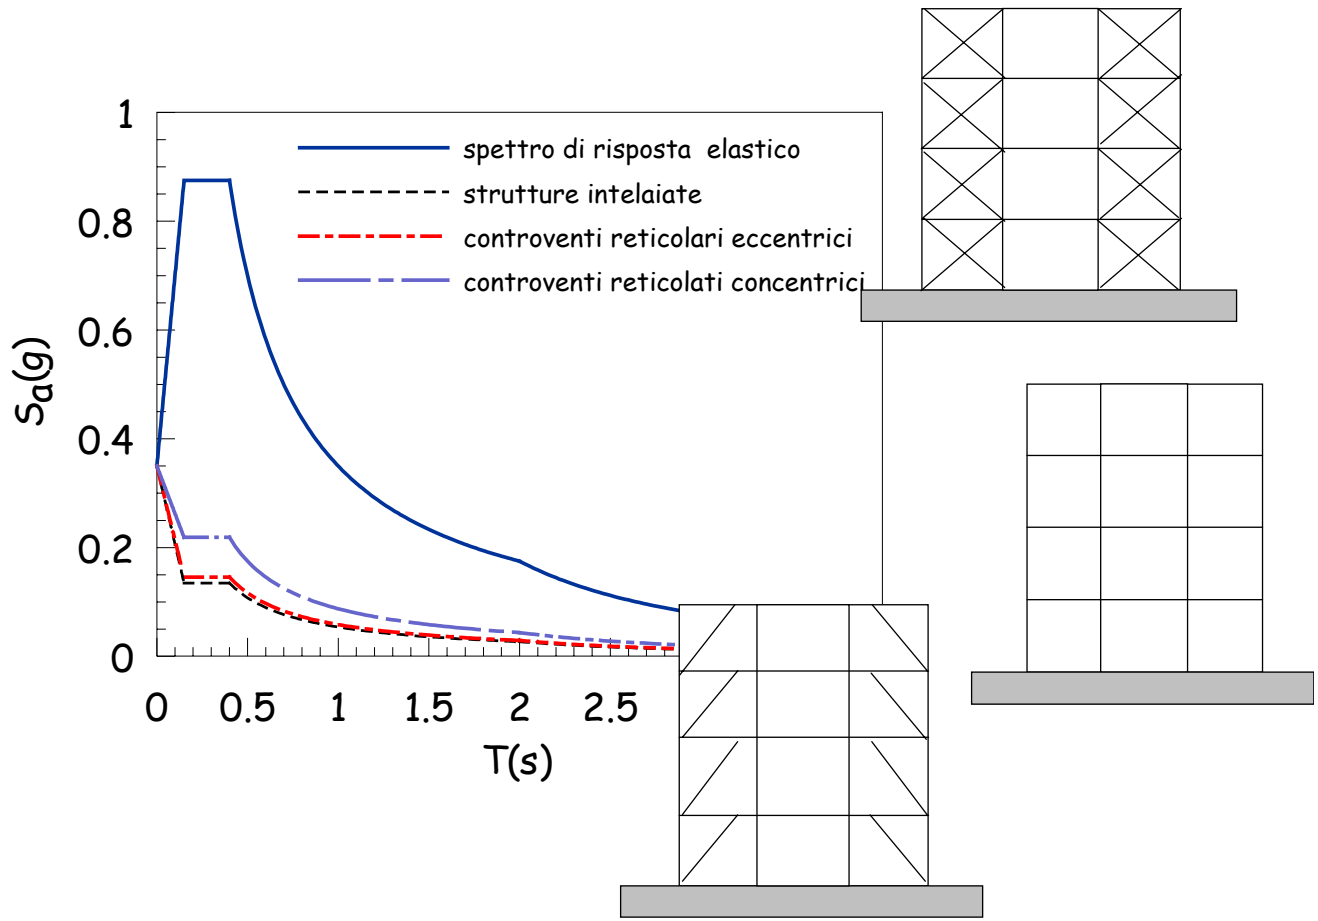 1
spettro di risposta elastico
strutture intelaiate
0.8
controventi reticolari eccentrici
controventi reticolati concentrici
0.6
Sa(g)
0.4
0.2
0
0 0.5 1 1.5 2 2.5
T(s)